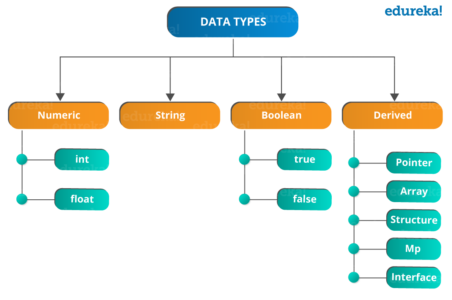 edureka!
DATA TYPES
Numeric
String
Boolean
Derived
int
float
true
false
Pointer
Array
Structure
Mp
Interface